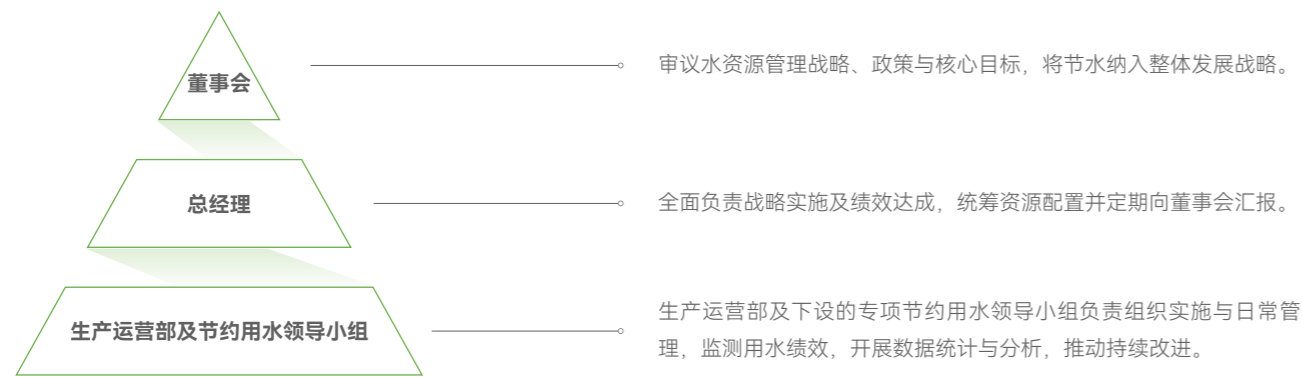 董事会
审议水资源管理战略、政策与核心目标，将节水纳入整体发展战略。
总经理
全面负责战略实施及绩效达成，统筹资源配置并定期向董事会汇报。
生产运营部及节约用水领导小组
生产运营部及下设的专项节约用水领导小组负责组织实施与日常管
理，监测用水绩效，开展数据统计与分析，推动持续改进。